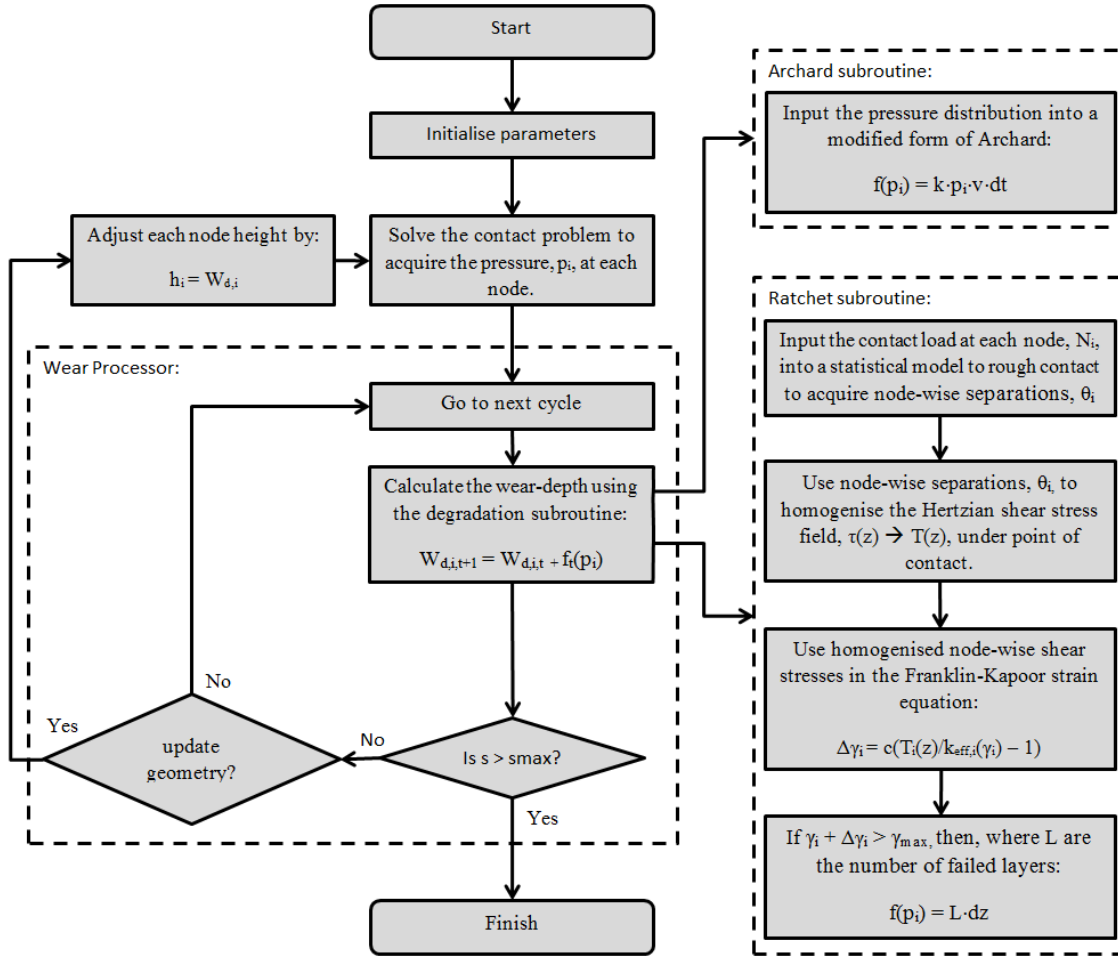 Start
Initialise parameters
Adjust each node height by:
hᵢ = W_d,i
Solve the contact problem to
acquire the pressure, pᵢ, at each
node.
Wear Processor:
Go to next cycle
Calculate the wear-depth using
the degradation subroutine:
W_d,i,t+1 = W_d,i,t + f_t(pᵢ)
No
Yes
update
geometry?
No
Is s > smax?
Yes
Finish
Archard subroutine:
Input the pressure distribution into a
modified form of Archard:
f(pᵢ) = k·pᵢ·v·dt
Ratchet subroutine:
Input the contact load at each node, Nᵢ,
into a statistical model to rough contact
to acquire node-wise separations, θᵢ
Use node-wise separations, θᵢ, to
homogenise the Hertzian shear stress
field, τ(z) → T(z), under point of
contact.
Use homogenised node-wise shear
stresses in the Franklin-Kapoor strain
equation:
Δγᵢ = c(Tᵢ(z)/k_eff,i(γᵢ) – 1)
If γᵢ + Δγᵢ > γ_max, then, where L are
the number of failed layers:
f(pᵢ) = L·dz